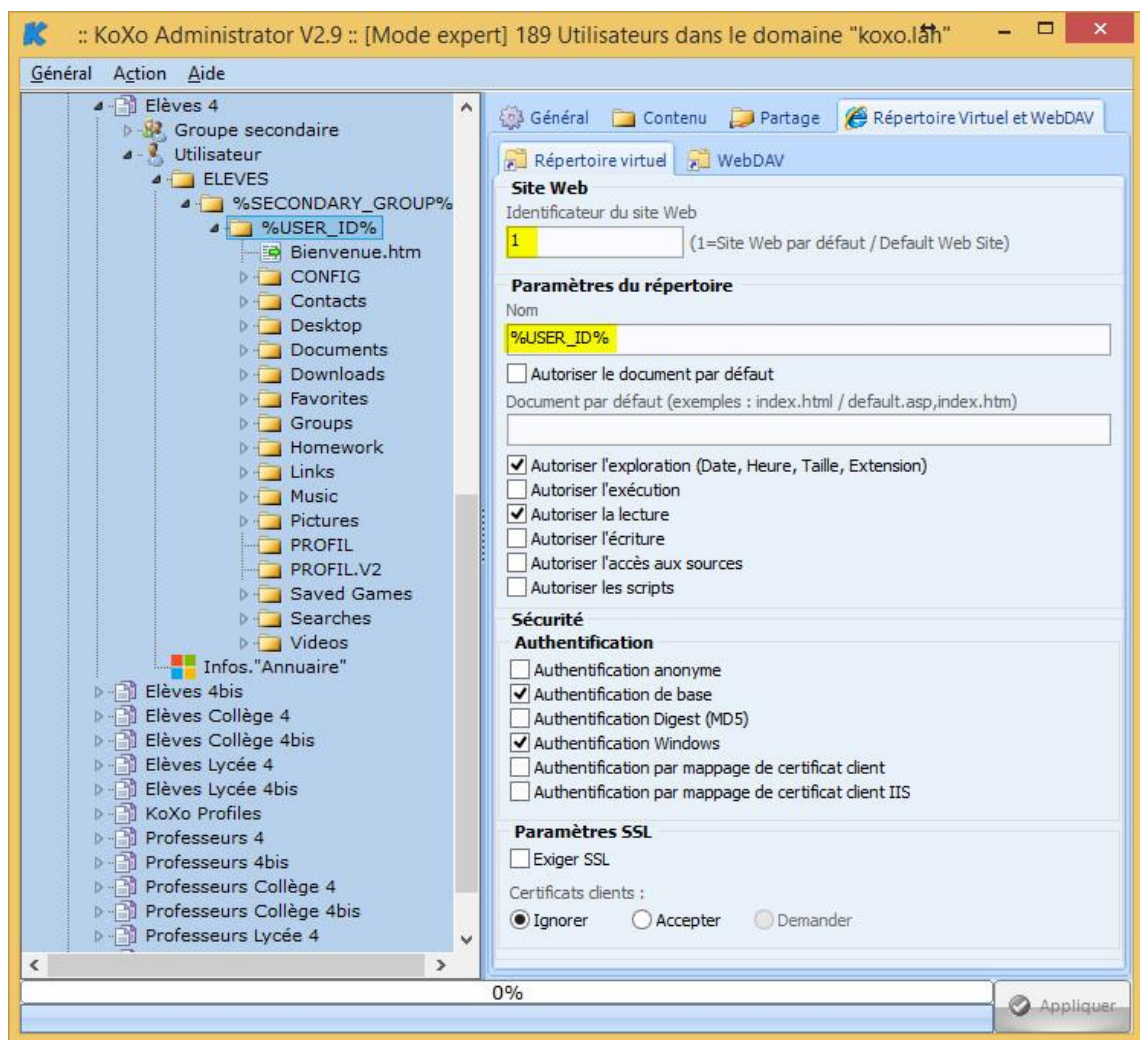 :: KoXo Administrator V2.9 :: [Mode expert] 189 Utilisateurs dans le domaine "koxo.lan"
Général Action Aide
Elèves 4
Groupe secondaire
Utilisateur
ELEVES
%SECONDARY_GROUP%
%USER_ID%
Bienvenue.htm
CONFIG
Contacts
Desktop
Documents
Downloads
Favorites
Groups
Homework
Links
Music
Pictures
PROFIL
PROFIL.V2
Saved Games
Searches
Videos
Infos."Annuaire"
Elèves 4bis
Elèves Collège 4
Elèves Collège 4bis
Elèves Lycée 4
Elèves Lycée 4bis
KoXo Profiles
Professeurs 4
Professeurs 4bis
Professeurs Collège 4
Professeurs Collège 4bis
Professeurs Lycée 4
Général Contenu Partage Répertoire Virtuel et WebDAV
Répertoire virtuel WebDAV
Site Web
Identificateur du site Web
1 (1=Site Web par défaut / Default Web Site)
Paramètres du répertoire
Nom
%USER_ID%
Autoriser le document par défaut
Document par défaut (exemples : index.html / default.asp,index.htm)
Autoriser l'exploration (Date, Heure, Taille, Extension)
Autoriser l'exécution
Autoriser la lecture
Autoriser l'écriture
Autoriser l'accès aux sources
Autoriser les scripts
Sécurité
Authentification
Authentification anonyme
Authentification de base
Authentification Digest (MD5)
Authentification Windows
Authentification par mappage de certificat client
Authentification par mappage de certificat client IIS
Paramètres SSL
Exiger SSL
Certificats clients :
Ignorer Accepter Demander
0%
Appliquer